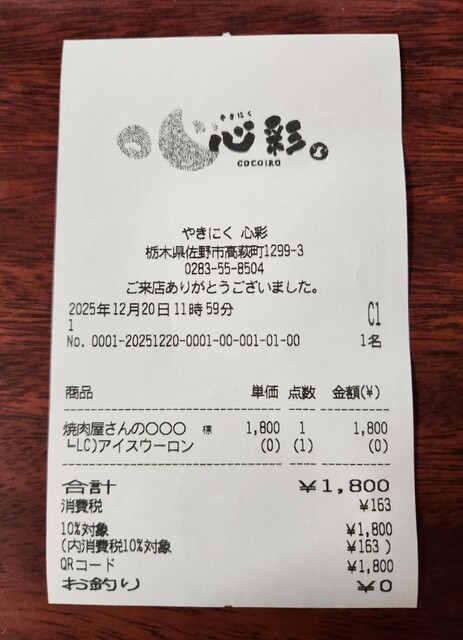 やきにく
心彩
COCOIRO
やきにく 心彩
栃木県佐野市高萩町1299-3
0283-55-8504
ご来店ありがとうございました。
2025年12月20日11時59分 C1
1
No. 0001-20251220-0001-00-001-01-00 1名
商品 単価 点数 金額(¥)
焼肉屋さんの○○○ 標 1,800 1 1,800
┗LC)アイスウーロン (0) (1) (0)
合計 ¥1,800
消費税 ¥163
10%対象 ¥1,800
(内消費税10%対象 ¥163 )
QRコード ¥1,800
お釣り ¥0